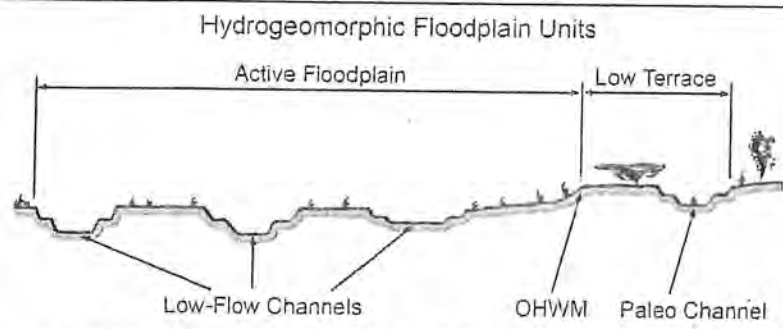 Hydrogeomorphic Floodplain Units
Active Floodplain
Low Terrace
Low-Flow Channels
OHWM
Paleo Channel